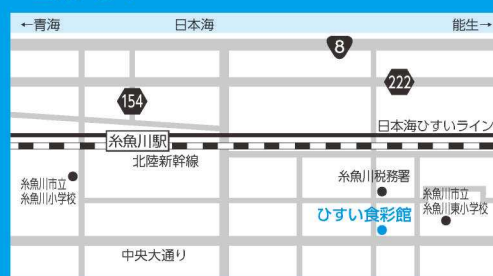 ←青海
日本海
能生→
8
222
154
日本海ひすいライン
糸魚川駅
北陸新幹線
糸魚川市立
糸魚川小学校
糸魚川税務署
糸魚川市立
糸魚川東小学校
ひすい食彩館
中央大通り